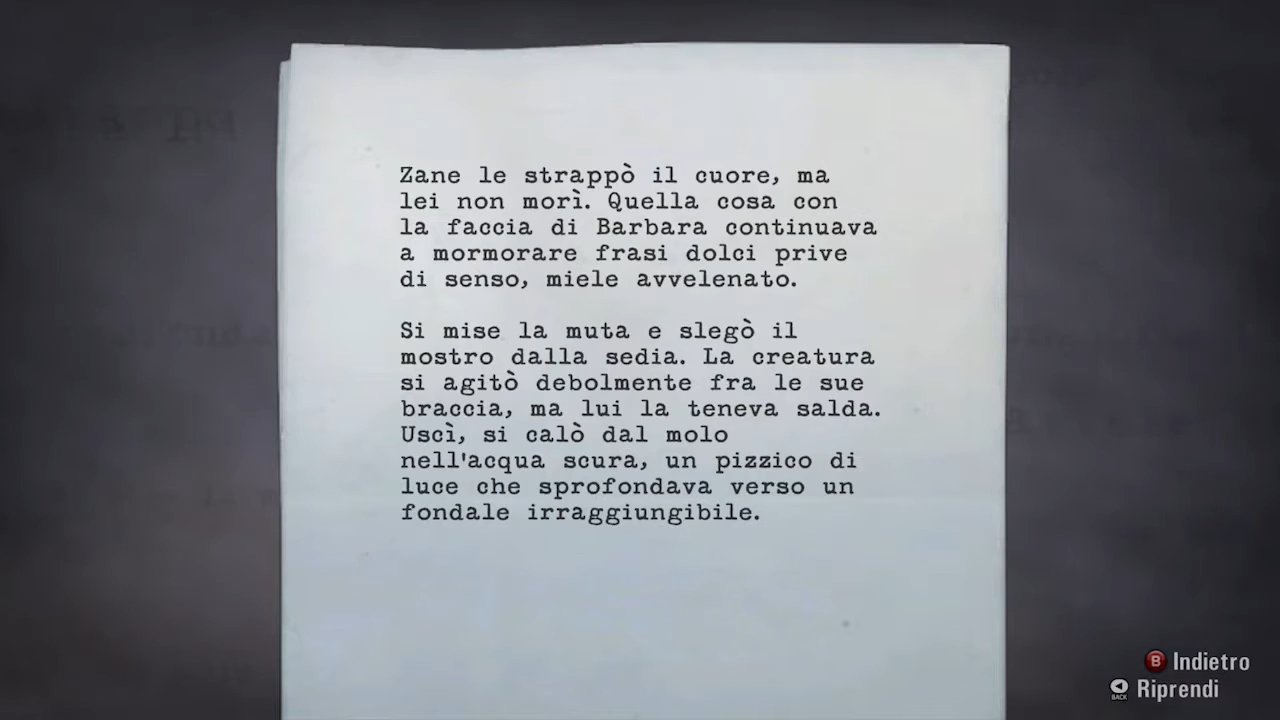 Zane le strappò il cuore, ma
lei non morì. Quella cosa con
la faccia di Barbara continuava
a mormorare frasi dolci prive
di senso, miele avvelenato.
Si mise la muta e slegò il
mostro dalla sedia. La creatura
si agitò debolmente fra le sue
braccia, ma lui la teneva salda.
Uscì, si calò dal molo
nell'acqua scura, un pizzico di
luce che sprofondava verso un
fondale irraggiungibile.
B Indietro
BACK Riprendi